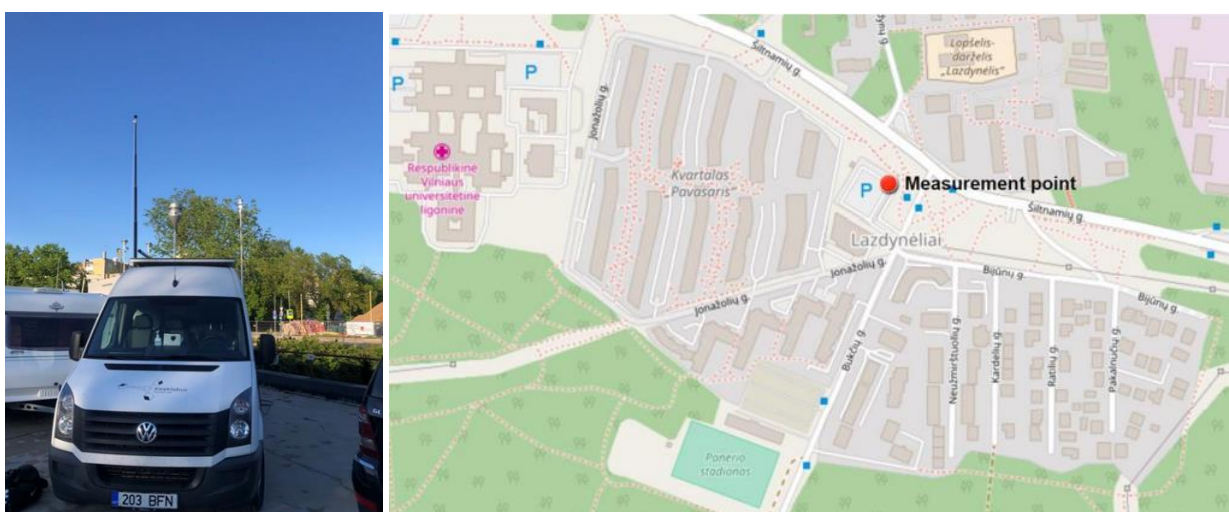 203 BFN
Šiltnamių g.
Lopšelis-
darželis
„Lazdynėlis“
P
P
Jonažolių g.
Respublikinė
Vilniaus
universitetinė
ligoninė
Kvartalas
„Pavasaris“
P
Measurement point
Šiltnamių g.
Lazdynėliai
Jonažolių g.
Bijūnų g.
Bijūnų g.
Jonažolių g.
Bukčių g.
Neužmirštuolių g.
Kardelių g.
Ratilių g.
Pakalnučių g.
Panerio
stadionas